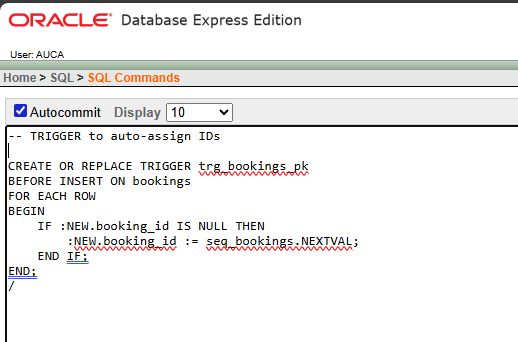 ORACLE® Database Express Edition
User: AUCA
Home > SQL > SQL Commands
Autocommit Display 10
-- TRIGGER to auto-assign IDs
CREATE OR REPLACE TRIGGER trg_bookings_pk
BEFORE INSERT ON bookings
FOR EACH ROW
BEGIN
    IF :NEW.booking_id IS NULL THEN
        :NEW.booking_id := seq_bookings.NEXTVAL;
    END IF;
END;
/